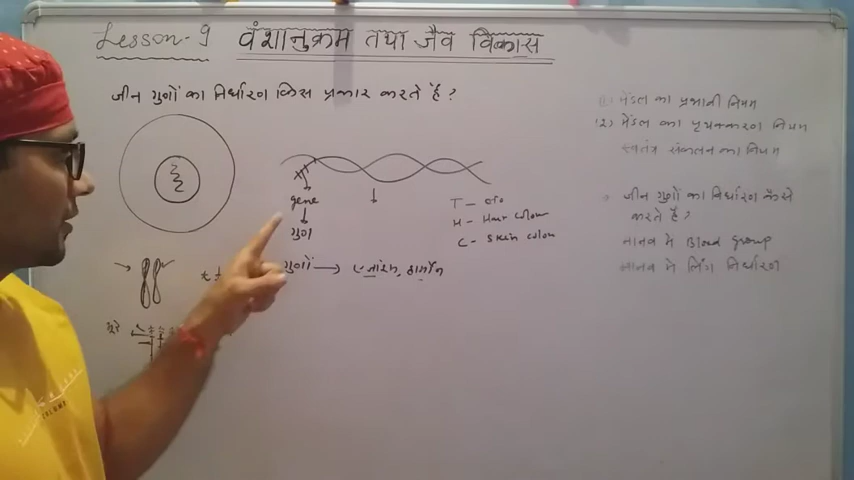 Lesson-9 वंशानुक्रम तथा जैव विकास
जीन गुणों का निर्धारण किस प्रकार करते है ?
gene
गुण
T -
H - Hair colour
C - Skin colour
गुणों → एन्जाइम, हार्मोन
भूरे
मेंडल का प्रभावी नियम
(2) मेंडल का पृथक्करण नियम
स्वतंत्र संकलन का नियम
जीन गुणों का निर्धारण कैसे
करते है ?
मानव में Blood group
मानव में लिंग निर्धारण